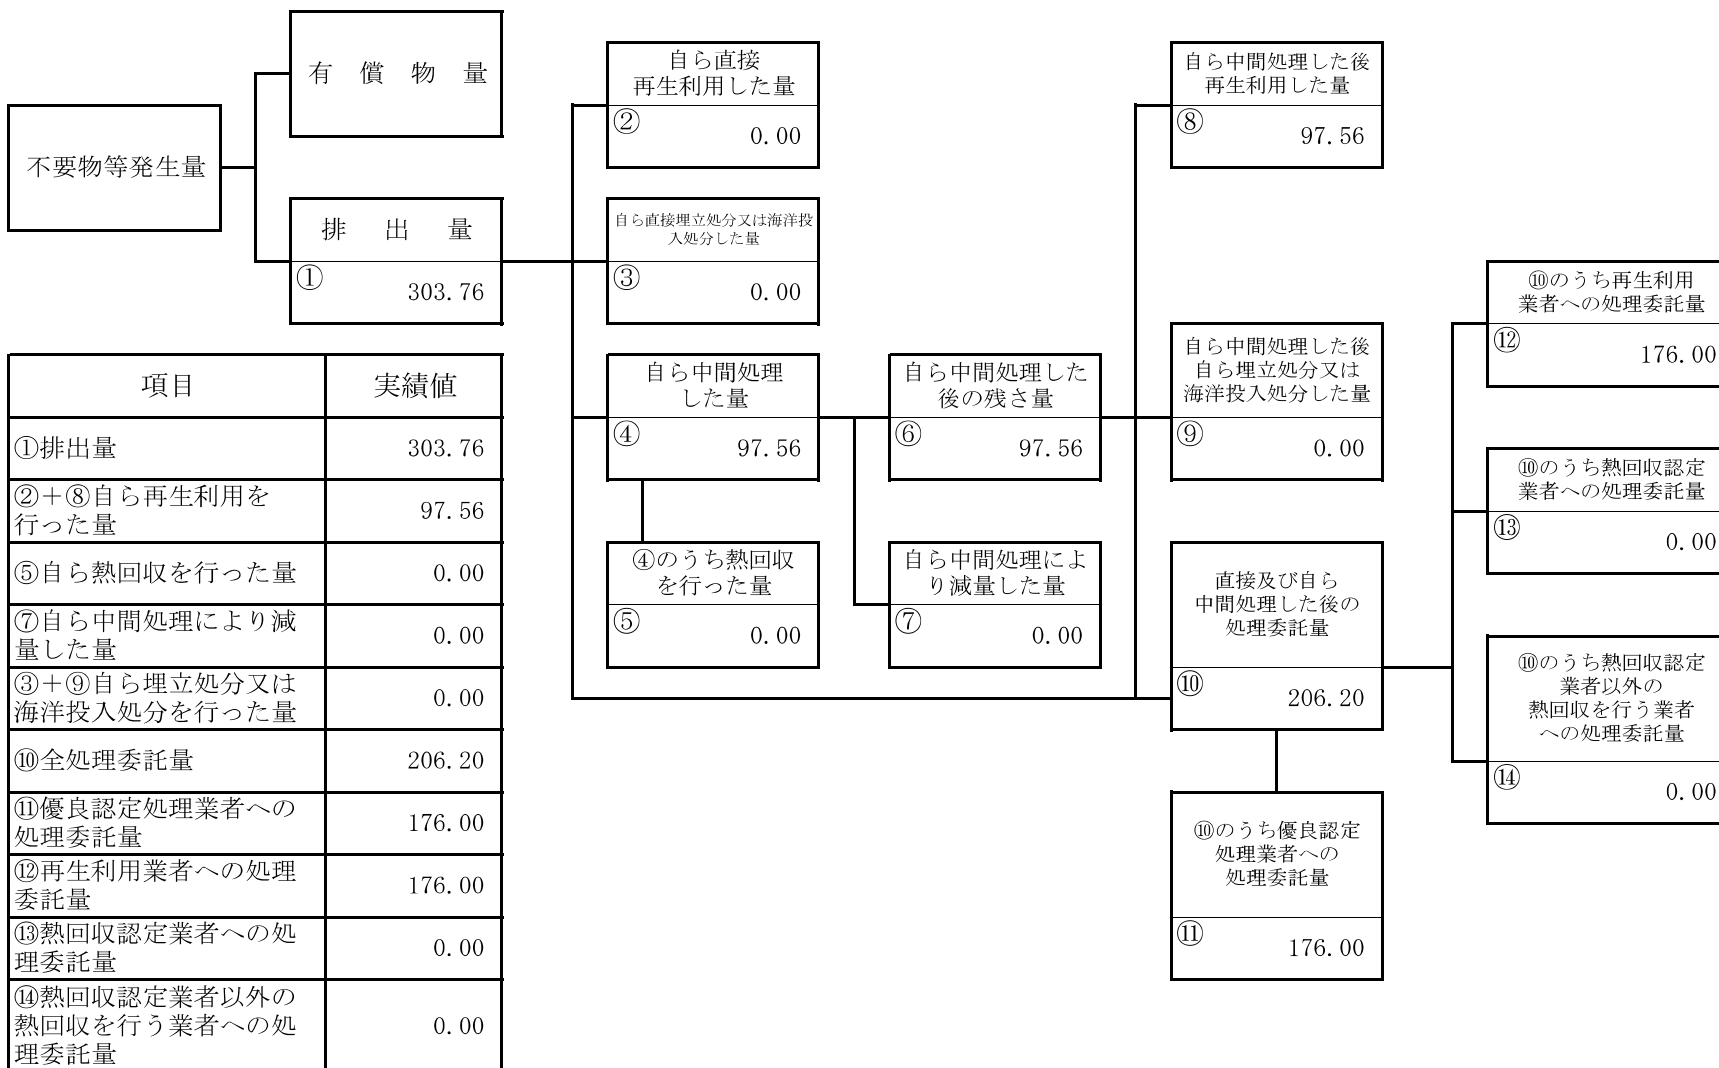 不要物等発生量
有償物量
排出量
①
303.76
自ら直接
再生利用した量
②
0.00
自ら直接埋立処分又は海洋投
入処分した量
③
0.00
自ら中間処理
した量
④
97.56
④のうち熱回収
を行った量
⑤
0.00
自ら中間処理した
後の残さ量
⑥
97.56
自ら中間処理によ
り減量した量
⑦
0.00
自ら中間処理した後
再生利用した量
⑧
97.56
自ら中間処理した後
自ら埋立処分又は
海洋投入処分した量
⑨
0.00
直接及び自ら
中間処理した後の
処理委託量
⑩
206.20
⑩のうち優良認定
処理業者への
処理委託量
⑪
176.00
⑩のうち再生利用
業者への処理委託量
⑫
176.00
⑩のうち熱回収認定
業者への処理委託量
⑬
0.00
⑩のうち熱回収認定
業者以外の
熱回収を行う業者
への処理委託量
⑭
0.00
項目 実績値
①排出量 303.76
②＋⑧自ら再生利用を
行った量 97.56
⑤自ら熱回収を行った量 0.00
⑦自ら中間処理により減
量した量 0.00
③＋⑨自ら埋立処分又は
海洋投入処分を行った量 0.00
⑩全処理委託量 206.20
⑪優良認定処理業者への
処理委託量 176.00
⑫再生利用業者への処理
委託量 176.00
⑬熱回収認定業者への処
理委託量 0.00
⑭熱回収認定業者以外の
熱回収を行う業者への処
理委託量 0.00